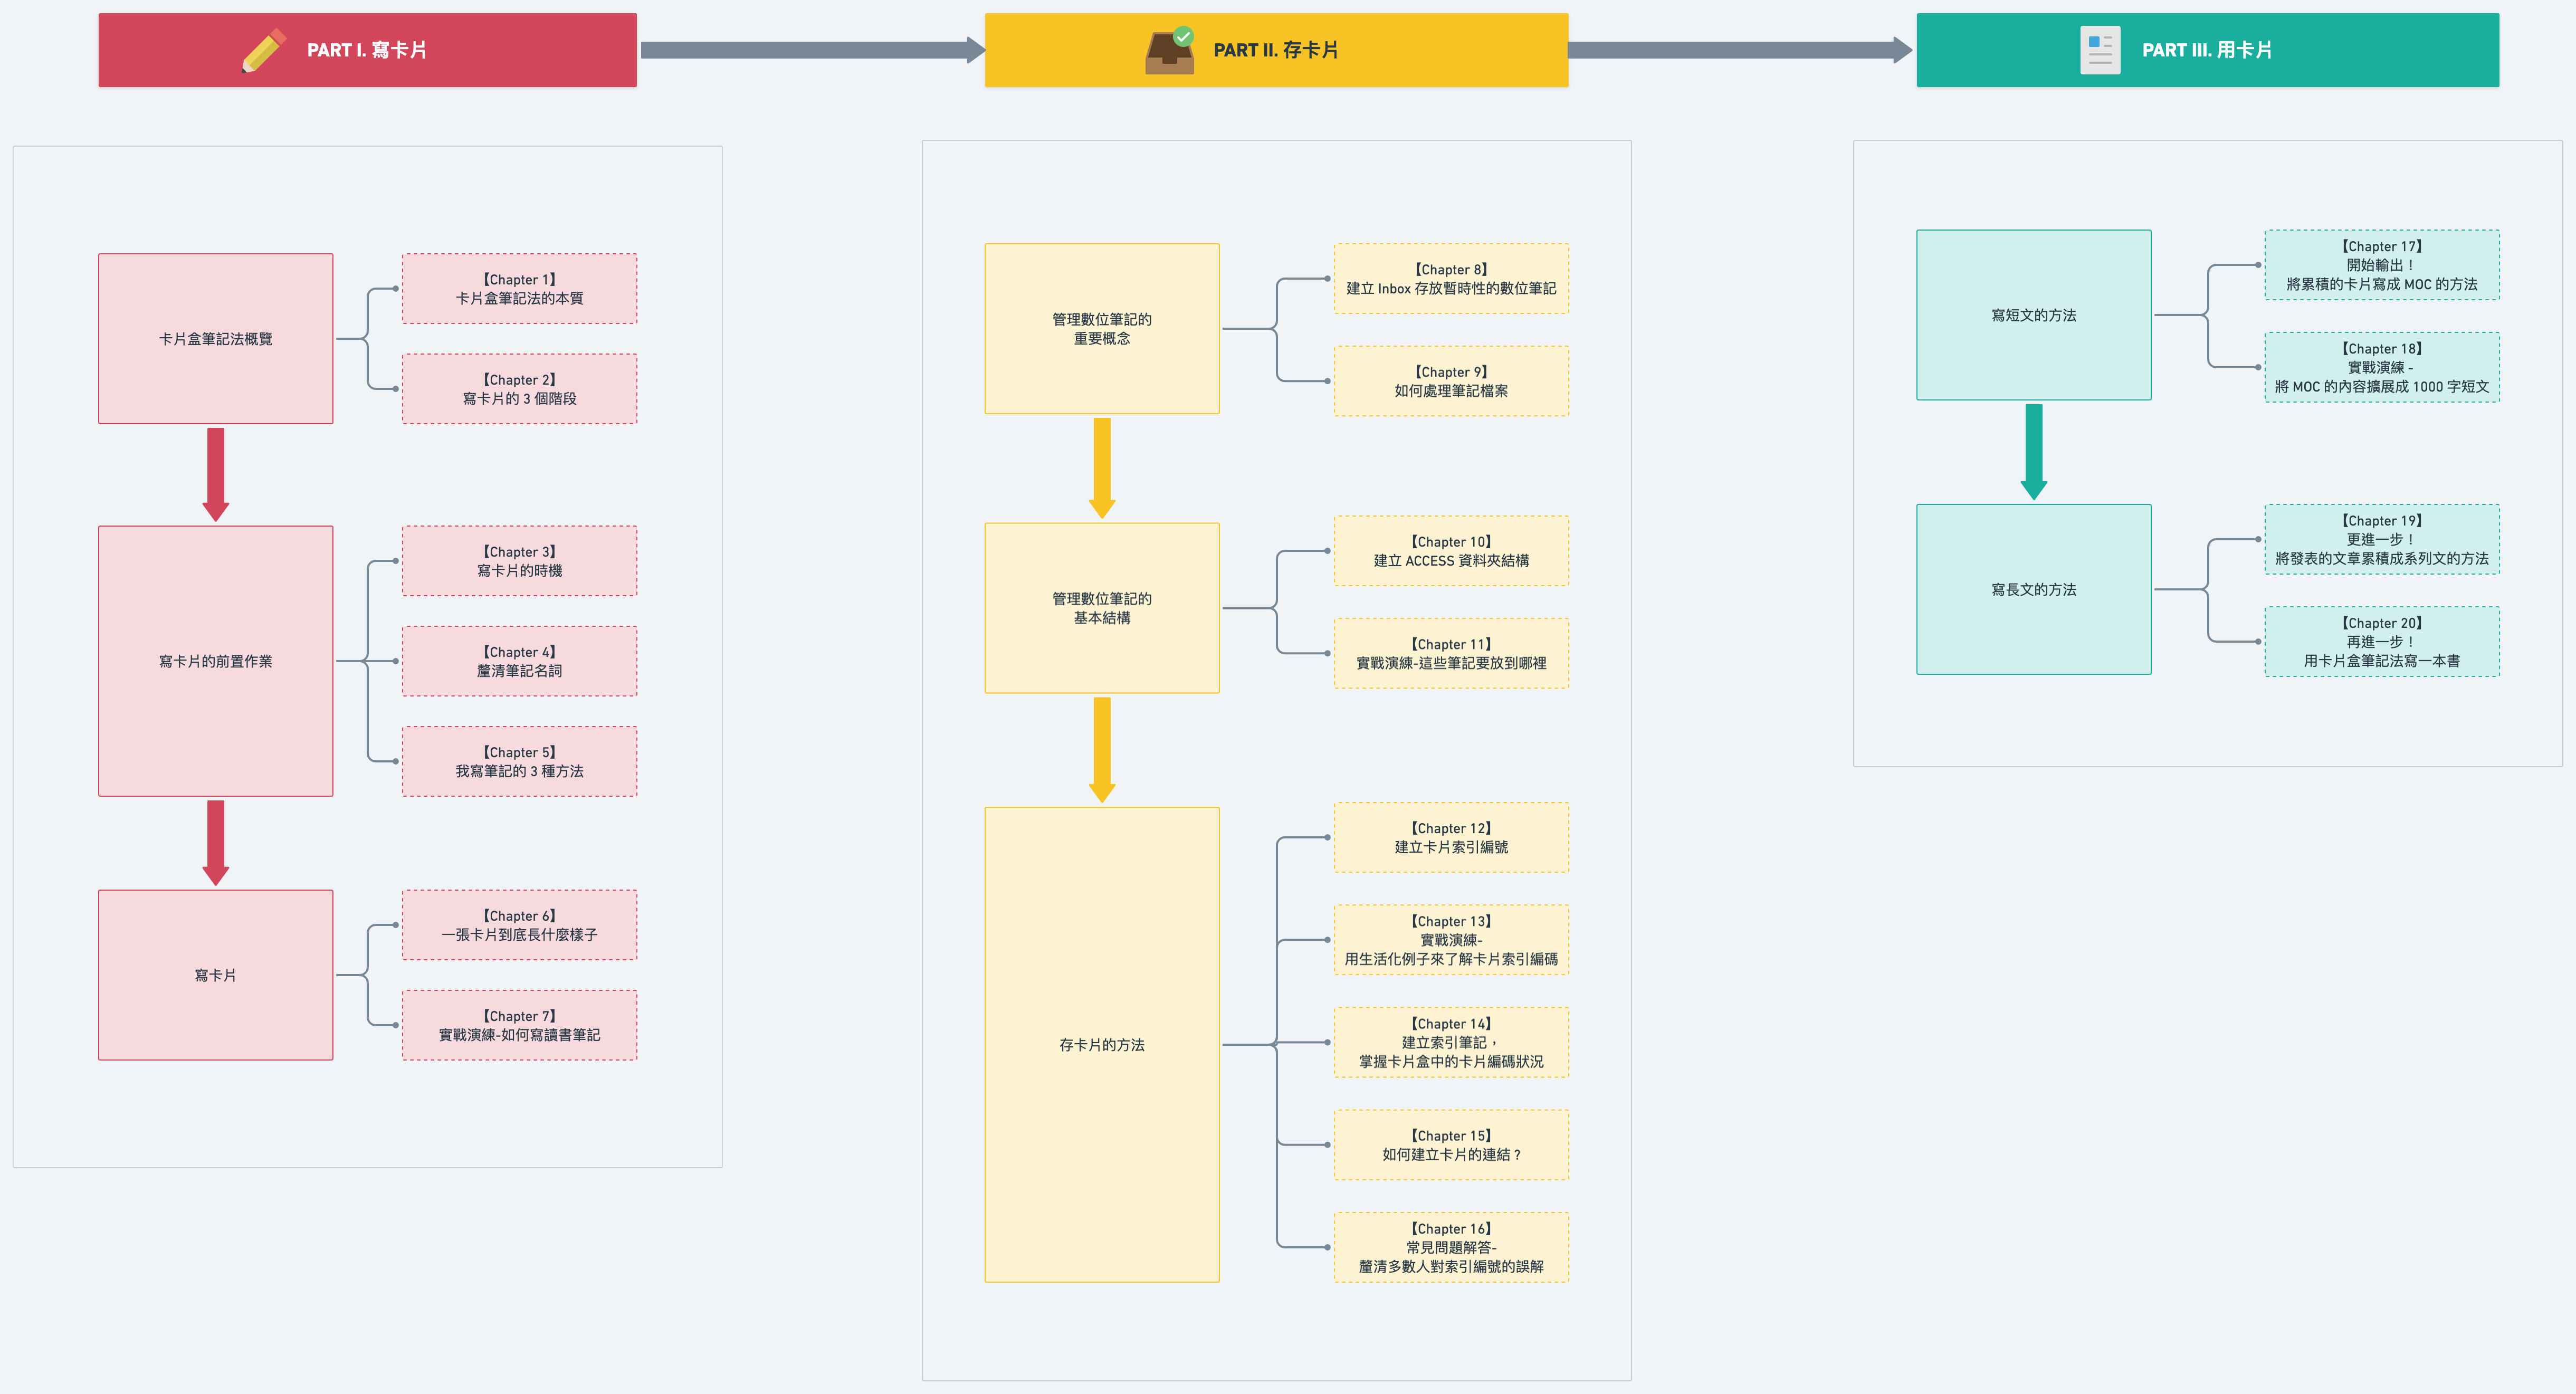 PART I. 寫卡片
卡片盒筆記法概覽
【Chapter 1】
卡片盒筆記法的本質
【Chapter 2】
寫卡片的 3 個階段
寫卡片的前置作業
【Chapter 3】
寫卡片的時機
【Chapter 4】
釐清筆記名詞
【Chapter 5】
我寫筆記的 3 種方法
寫卡片
【Chapter 6】
一張卡片到底長什麼樣子
【Chapter 7】
實戰演練-如何寫讀書筆記
PART II. 存卡片
管理數位筆記的
重要概念
【Chapter 8】
建立 Inbox 存放暫時性的數位筆記
【Chapter 9】
如何處理筆記檔案
管理數位筆記的
基本結構
【Chapter 10】
建立 ACCESS 資料夾結構
【Chapter 11】
實戰演練-這些筆記要放到哪裡
存卡片的方法
【Chapter 12】
建立卡片索引編號
【Chapter 13】
實戰演練-
用生活化例子來了解卡片索引編碼
【Chapter 14】
建立索引筆記，
掌握卡片盒中的卡片編碼狀況
【Chapter 15】
如何建立卡片的連結？
【Chapter 16】
常見問題解答-
釐清多數人對索引編號的誤解
PART III. 用卡片
寫短文的方法
【Chapter 17】
開始輸出！
將累積的卡片寫成 MOC 的方法
【Chapter 18】
實戰演練 -
將 MOC 的內容擴展成 1000 字短文
寫長文的方法
【Chapter 19】
更進一步！
將發表的文章累積成系列文的方法
【Chapter 20】
再進一步！
用卡片盒筆記法寫一本書